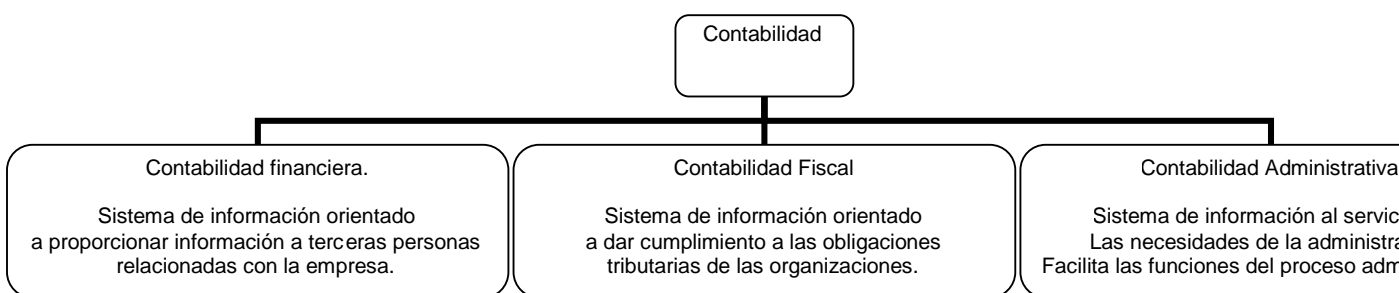 Contabilidad
Contabilidad financiera.
Sistema de información orientado
a proporcionar información a terceras personas
relacionadas con la empresa.
Contabilidad Fiscal
Sistema de información orientado
a dar cumplimiento a las obligaciones
tributarias de las organizaciones.
Contabilidad Administrativa
Sistema de información al
Las necesidades de la
Facilita las funciones del proceso